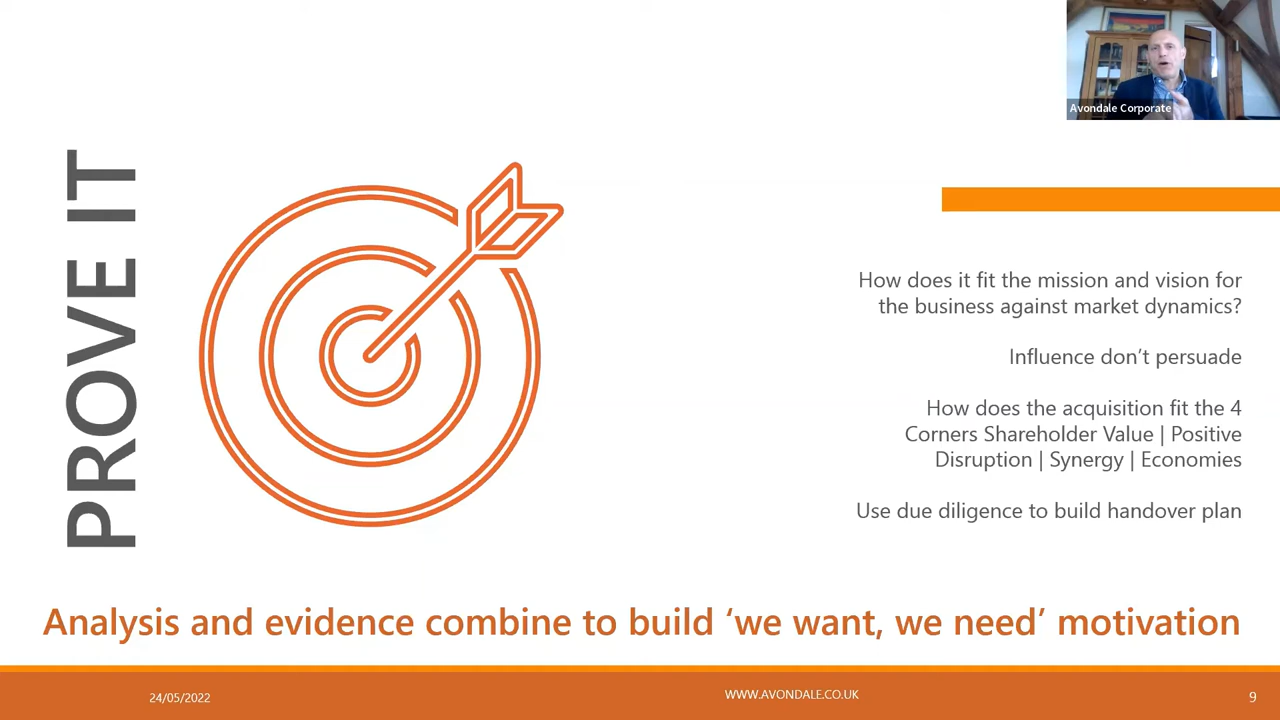 Avondale Corporate
PROVE IT
How does it fit the mission and vision for
the business against market dynamics?
Influence don’t persuade
How does the acquisition fit the 4
Corners Shareholder Value | Positive
Disruption | Synergy | Economies
Use due diligence to build handover plan
Analysis and evidence combine to build ‘we want, we need’ motivation
24/05/2022
WWW.AVONDALE.CO.UK
9